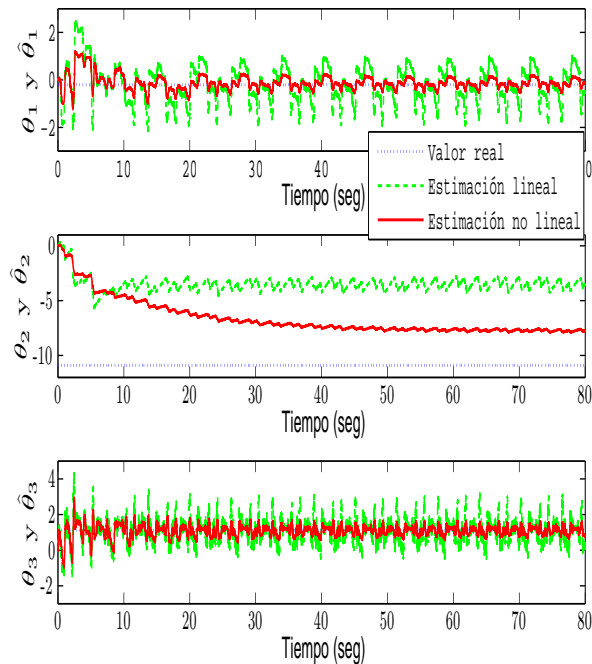 θ1 y θ̂1
2
0
-2
0 10 20 30 40 0
Tiempo (seg)
Valor real
Estimación lineal
Estimación no lineal
θ2 y θ̂2
0
-5
-10
0 10 20 30 40 50 60 70 80
Tiempo (seg)
θ3 y θ̂3
4
2
0
-2
0 10 20 30 40 50 60 70 80
Tiempo (seg)